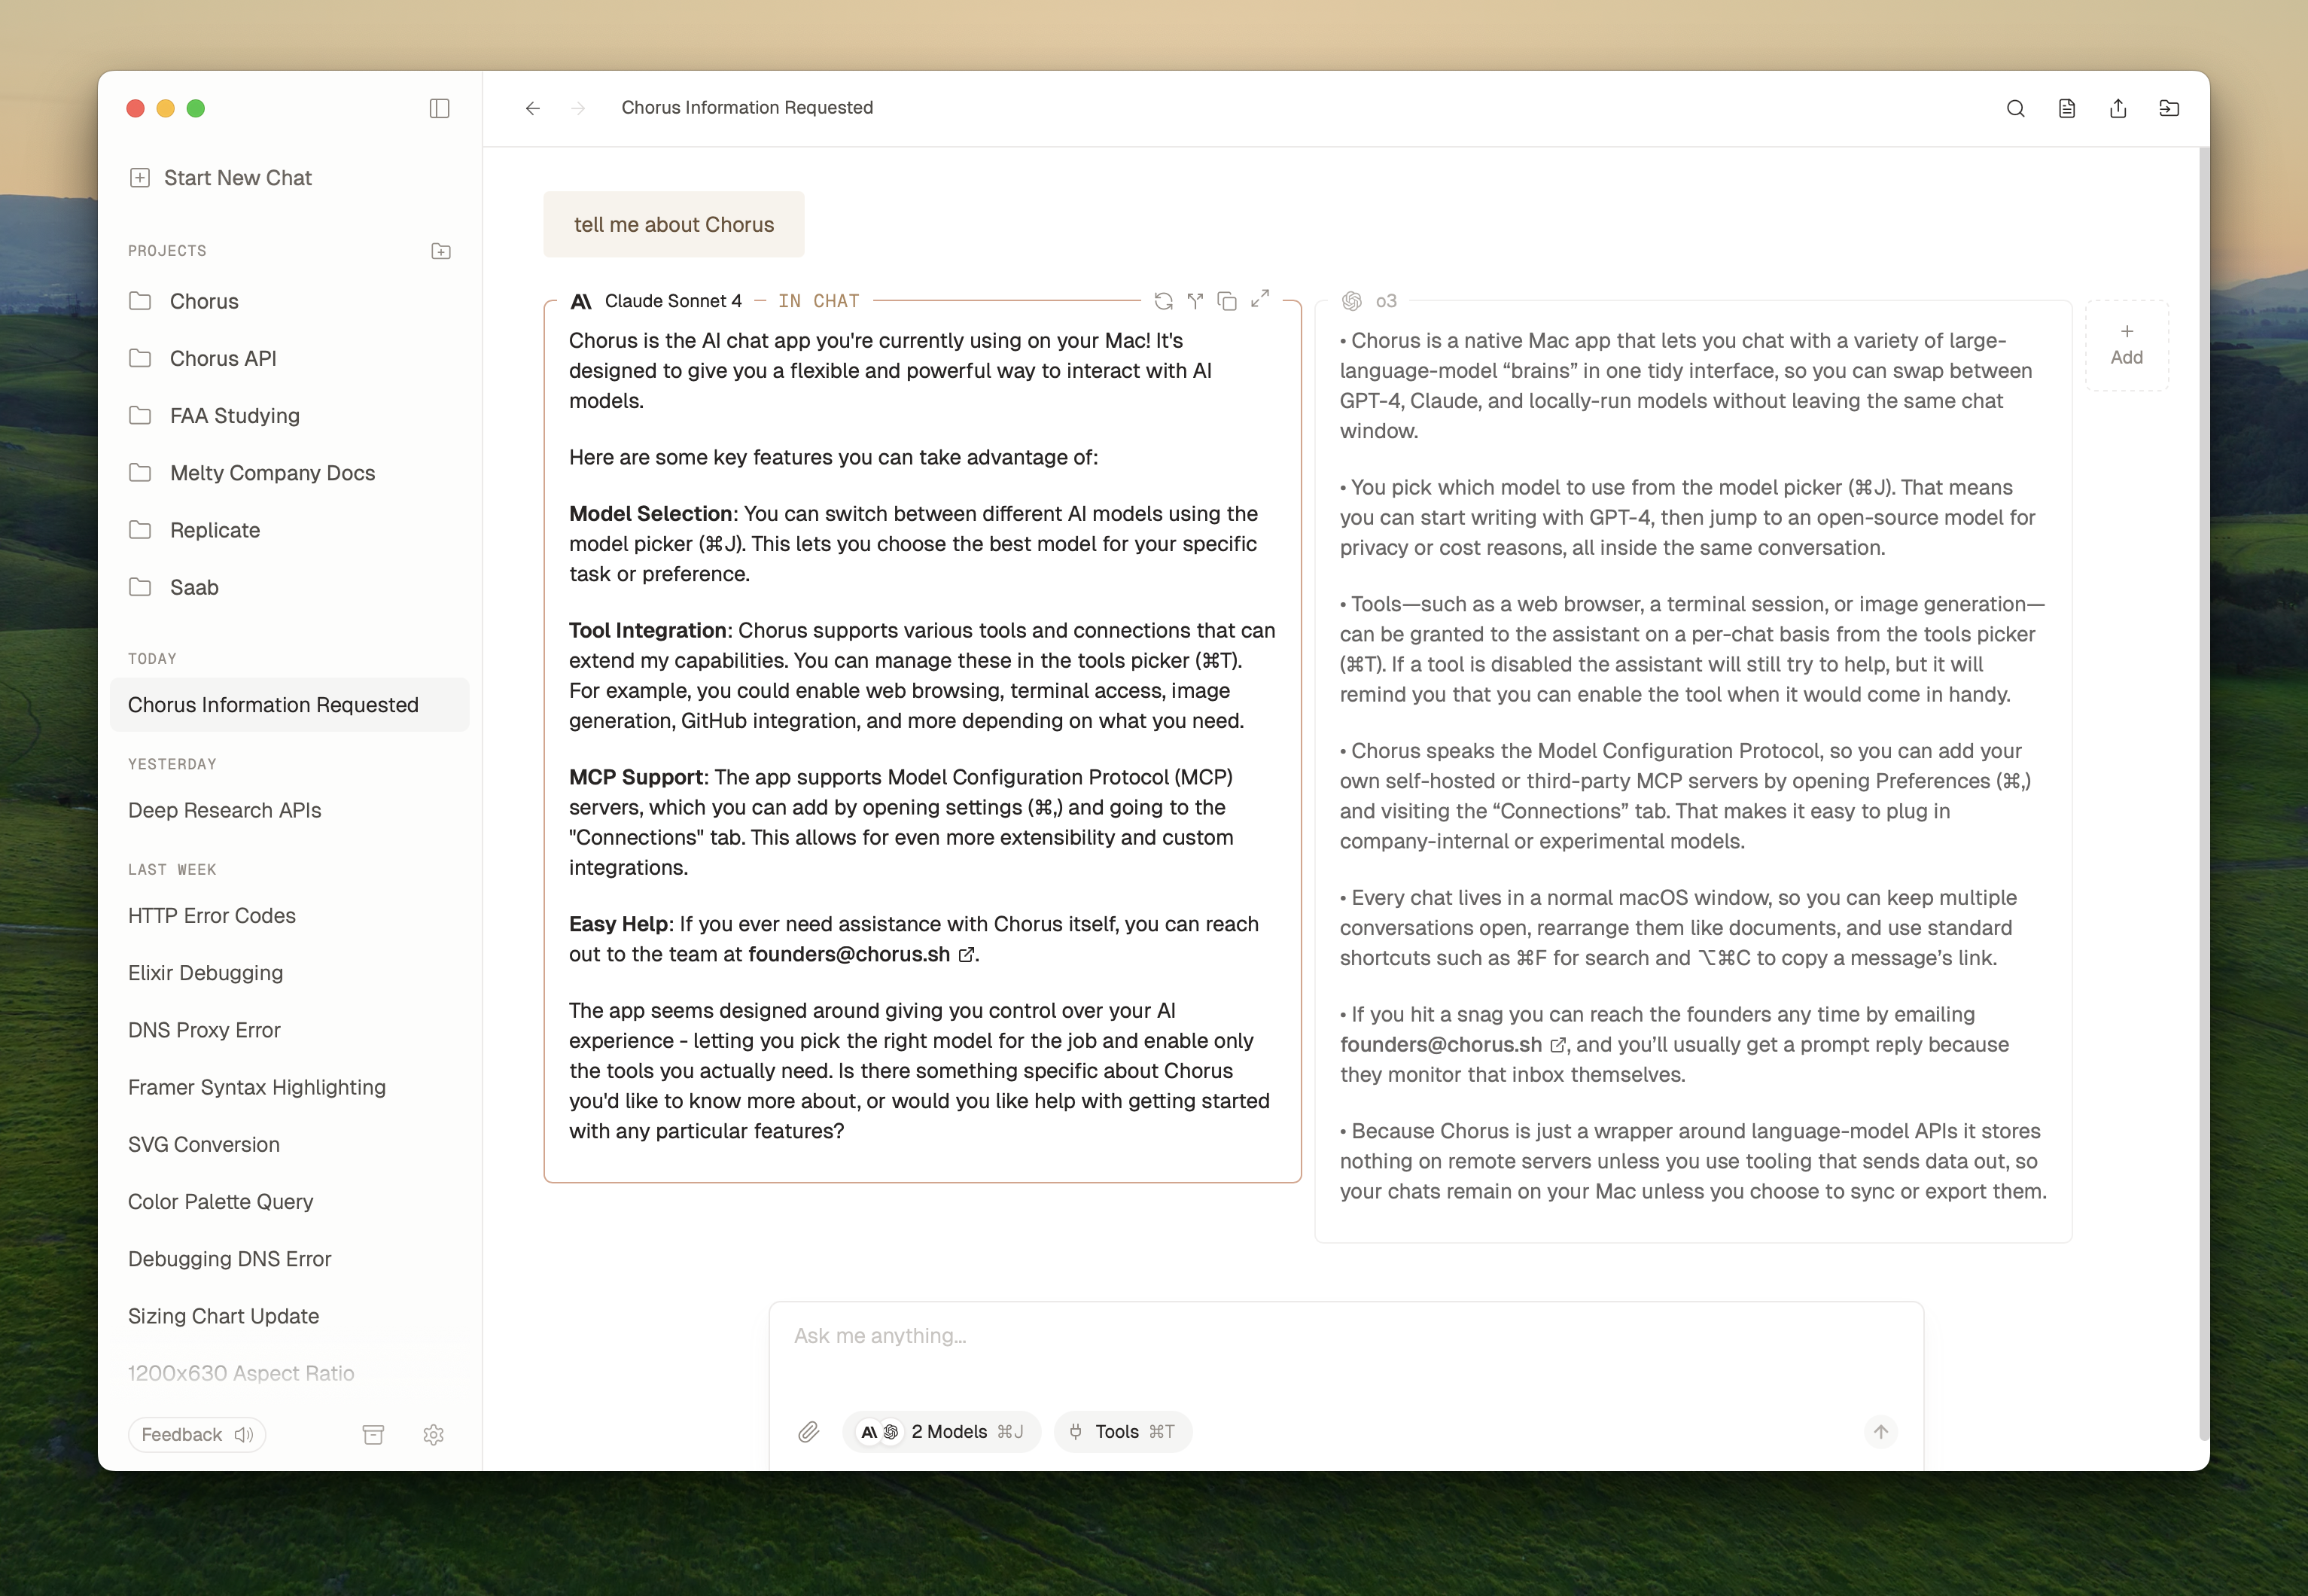 Start New Chat
PROJECTS
Chorus
Chorus API
FAA Studying
Melty Company Docs
Replicate
Saab
TODAY
Chorus Information Requested
YESTERDAY
Deep Research APIs
LAST WEEK
HTTP Error Codes
Elixir Debugging
DNS Proxy Error
Framer Syntax Highlighting
SVG Conversion
Color Palette Query
Debugging DNS Error
Sizing Chart Update
1200x630 Aspect Ratio
Feedback
Chorus Information Requested
tell me about Chorus
Claude Sonnet 4 — IN CHAT
Chorus is the AI chat app you're currently using on your Mac! It's
designed to give you a flexible and powerful way to interact with AI
models.
Here are some key features you can take advantage of:
Model Selection: You can switch between different AI models using the
model picker (⌘J). This lets you choose the best model for your specific
task or preference.
Tool Integration: Chorus supports various tools and connections that can
extend my capabilities. You can manage these in the tools picker (⌘T).
For example, you could enable web browsing, terminal access, image
generation, GitHub integration, and more depending on what you need.
MCP Support: The app supports Model Configuration Protocol (MCP)
servers, which you can add by opening settings (⌘,) and going to the
"Connections" tab. This allows for even more extensibility and custom
integrations.
Easy Help: If you ever need assistance with Chorus itself, you can reach
out to the team at founders@chorus.sh.
The app seems designed around giving you control over your AI
experience - letting you pick the right model for the job and enable only
the tools you actually need. Is there something specific about Chorus
you'd like to know more about, or would you like help with getting started
with any particular features?
o3
• Chorus is a native Mac app that lets you chat with a variety of large-
language-model “brains” in one tidy interface, so you can swap between
GPT-4, Claude, and locally-run models without leaving the same chat
window.
• You pick which model to use from the model picker (⌘J). That means
you can start writing with GPT-4, then jump to an open-source model for
privacy or cost reasons, all inside the same conversation.
• Tools—such as a web browser, a terminal session, or image generation—
can be granted to the assistant on a per-chat basis from the tools picker
(⌘T). If a tool is disabled the assistant will still try to help, but it will
remind you that you can enable the tool when it would come in handy.
• Chorus speaks the Model Configuration Protocol, so you can add your
own self-hosted or third-party MCP servers by opening Preferences (⌘,)
and visiting the “Connections” tab. That makes it easy to plug in
company-internal or experimental models.
• Every chat lives in a normal macOS window, so you can keep multiple
conversations open, rearrange them like documents, and use standard
shortcuts such as ⌘F for search and ⌥⌘C to copy a message’s link.
• If you hit a snag you can reach the founders any time by emailing
founders@chorus.sh, and you’ll usually get a prompt reply because
they monitor that inbox themselves.
• Because Chorus is just a wrapper around language-model APIs it stores
nothing on remote servers unless you use tooling that sends data out, so
your chats remain on your Mac unless you choose to sync or export them.
+
Add
Ask me anything...
2 Models ⌘J
Tools ⌘T